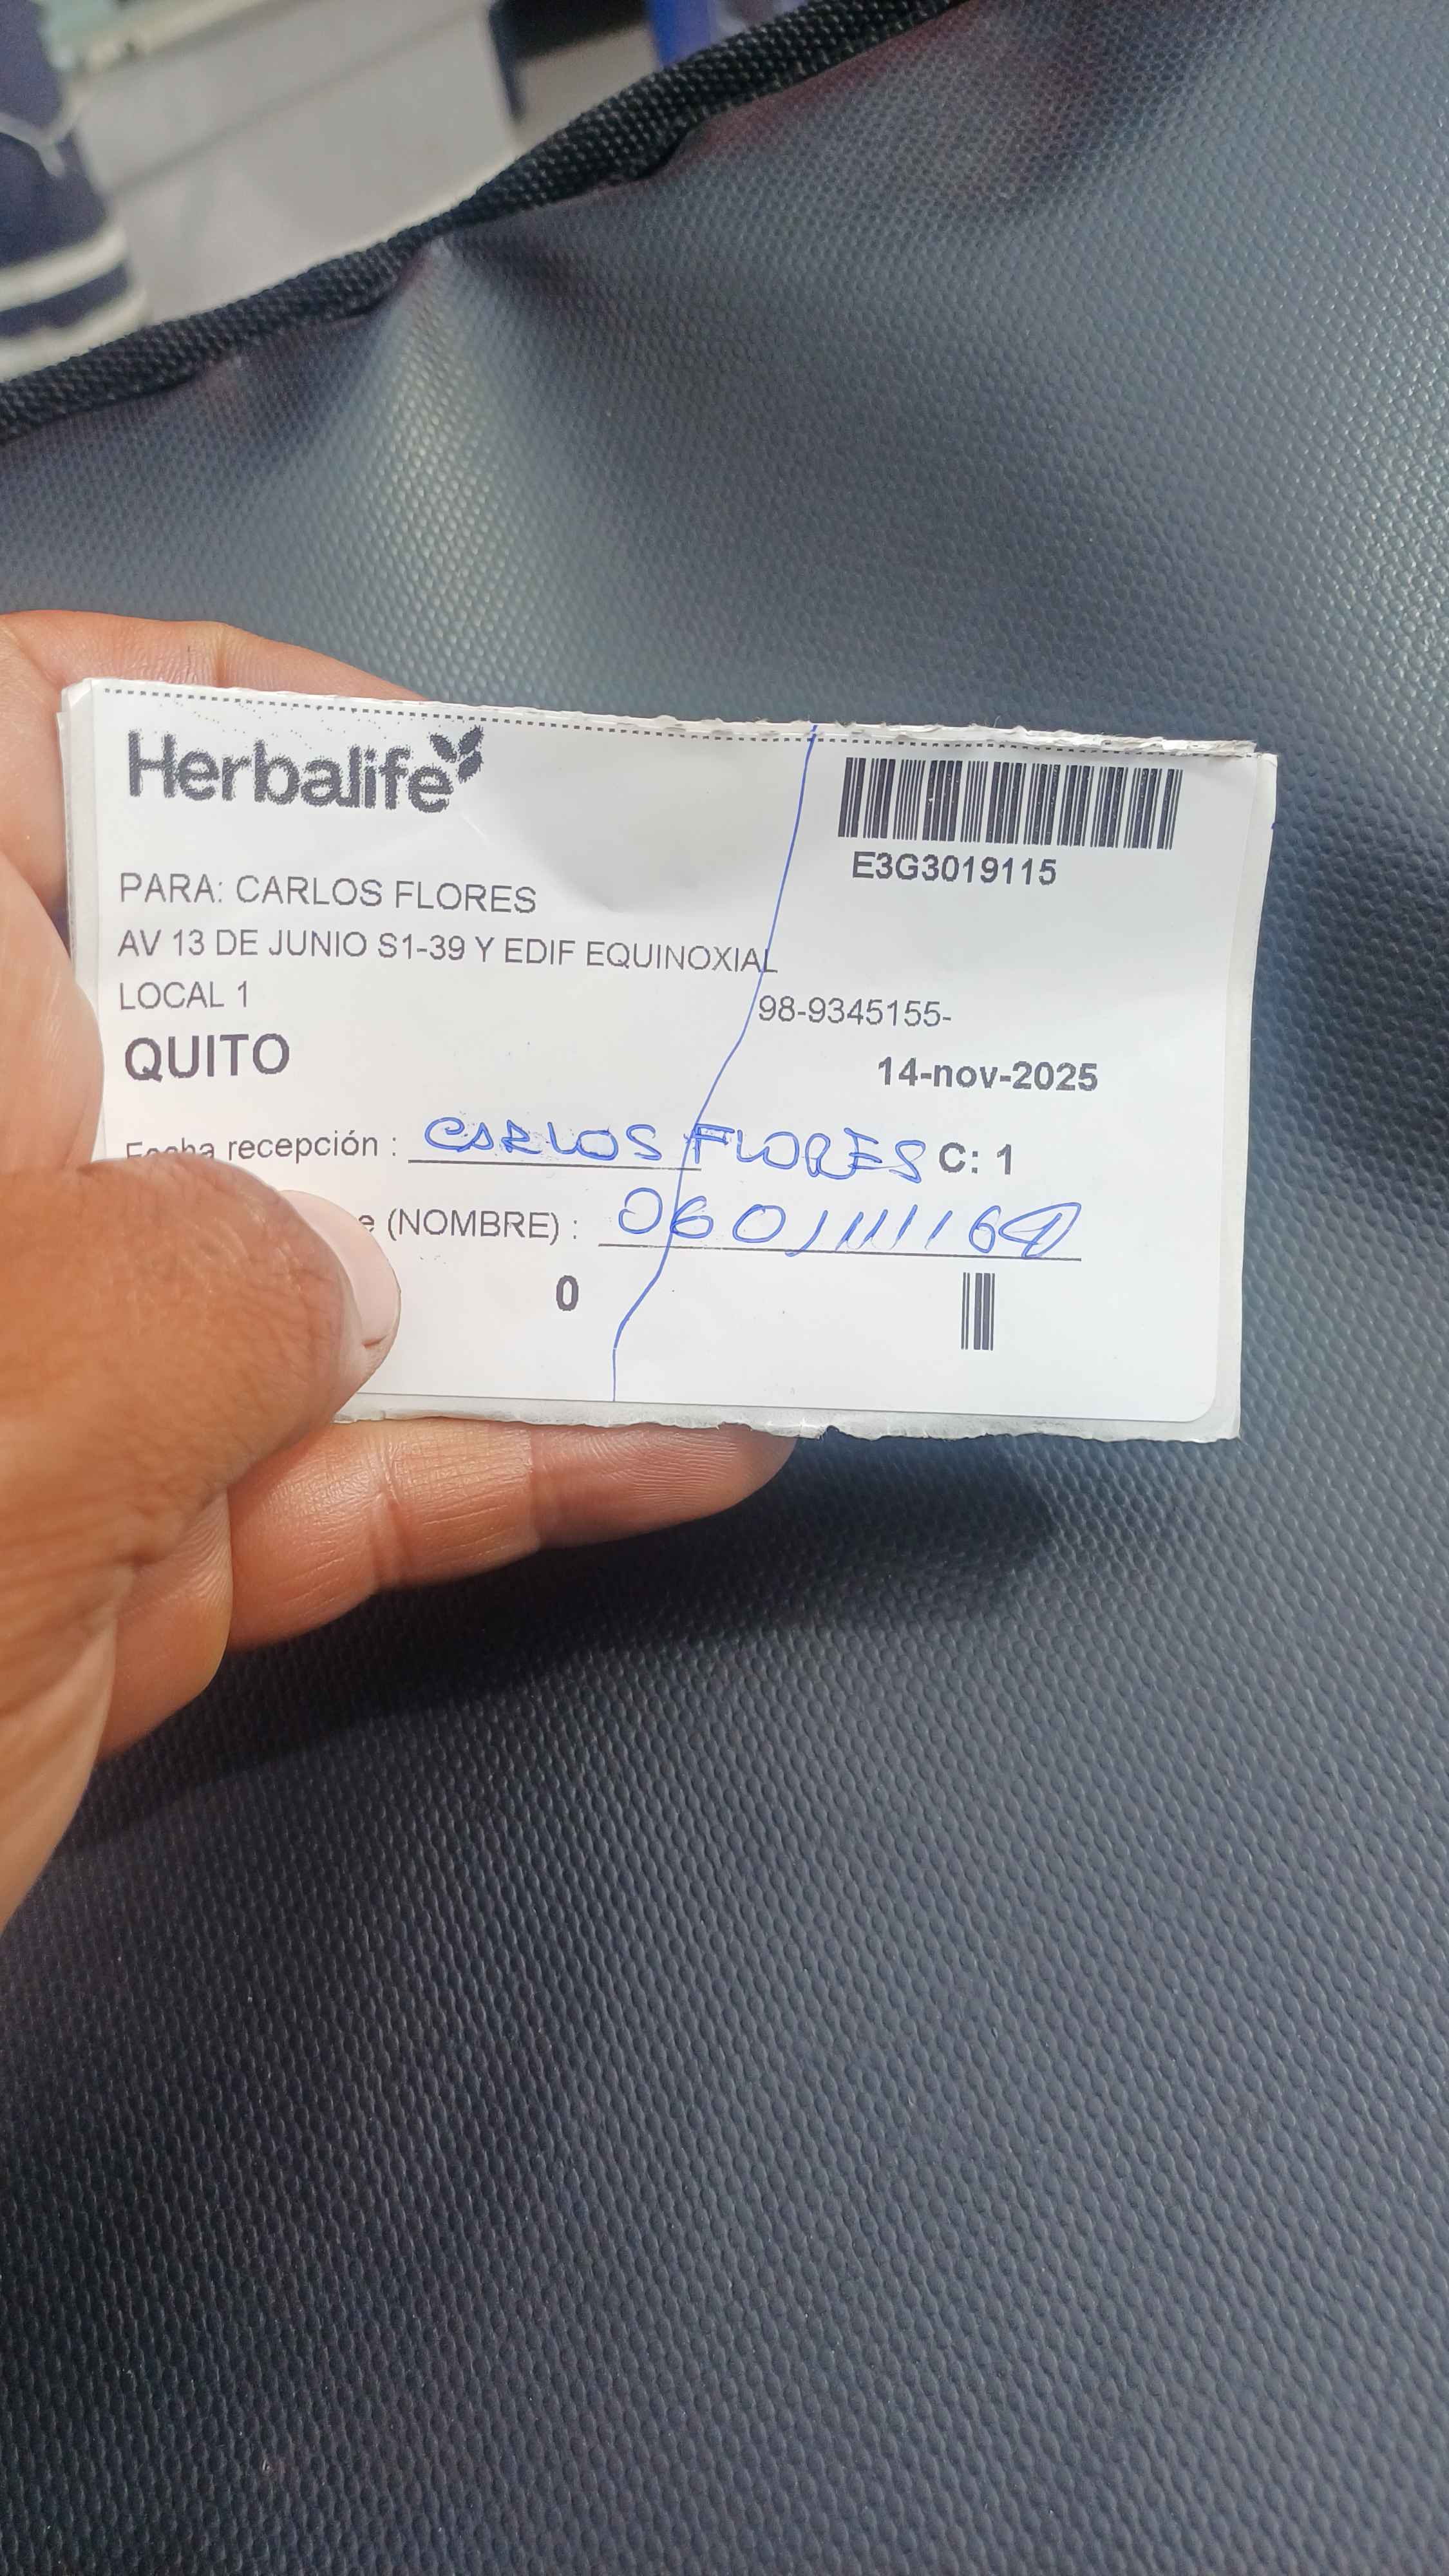 Herbalife
E3G3019115
PARA: CARLOS FLORES
AV 13 DE JUNIO S1-39 Y EDIF EQUINOXIAL
LOCAL 1
98-9345155-
QUITO
14-nov-2025
Fecha recepción : CARLOS FLORES C: 1
(NOMBRE) :
0